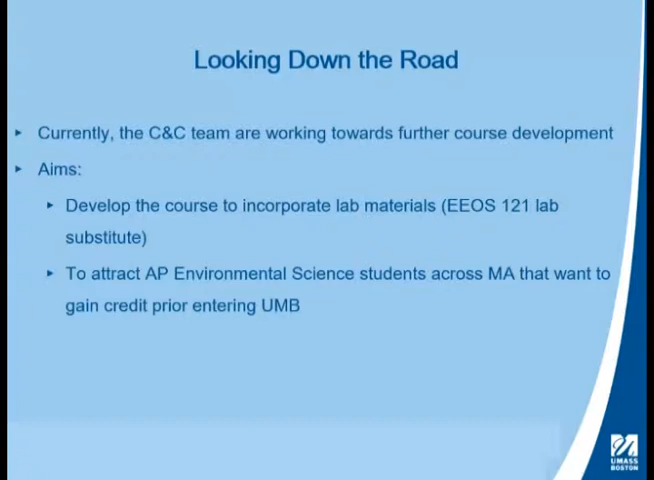 Looking Down the Road
Currently, the C&C team are working towards further course development
Aims:
Develop the course to incorporate lab materials (EEOS 121 lab
substitute)
To attract AP Environmental Science students across MA that want to
gain credit prior entering UMB
UMASS
BOSTON